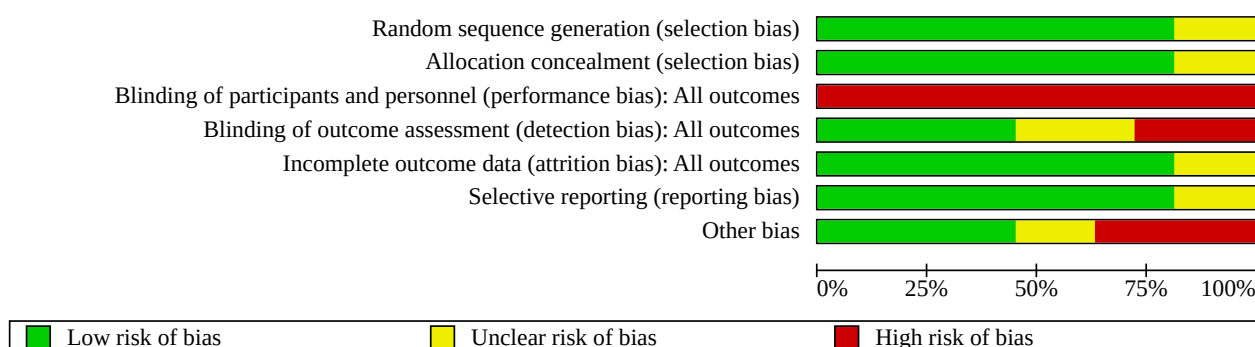 Random sequence generation (selection bias)
Allocation concealment (selection bias)
Blinding of participants and personnel (performance bias): All outcomes
Blinding of outcome assessment (detection bias): All outcomes
Incomplete outcome data (attrition bias): All outcomes
Selective reporting (reporting bias)
Other bias
0% 25% 50% 75% 100%
Low risk of bias Unclear risk of bias High risk of bias